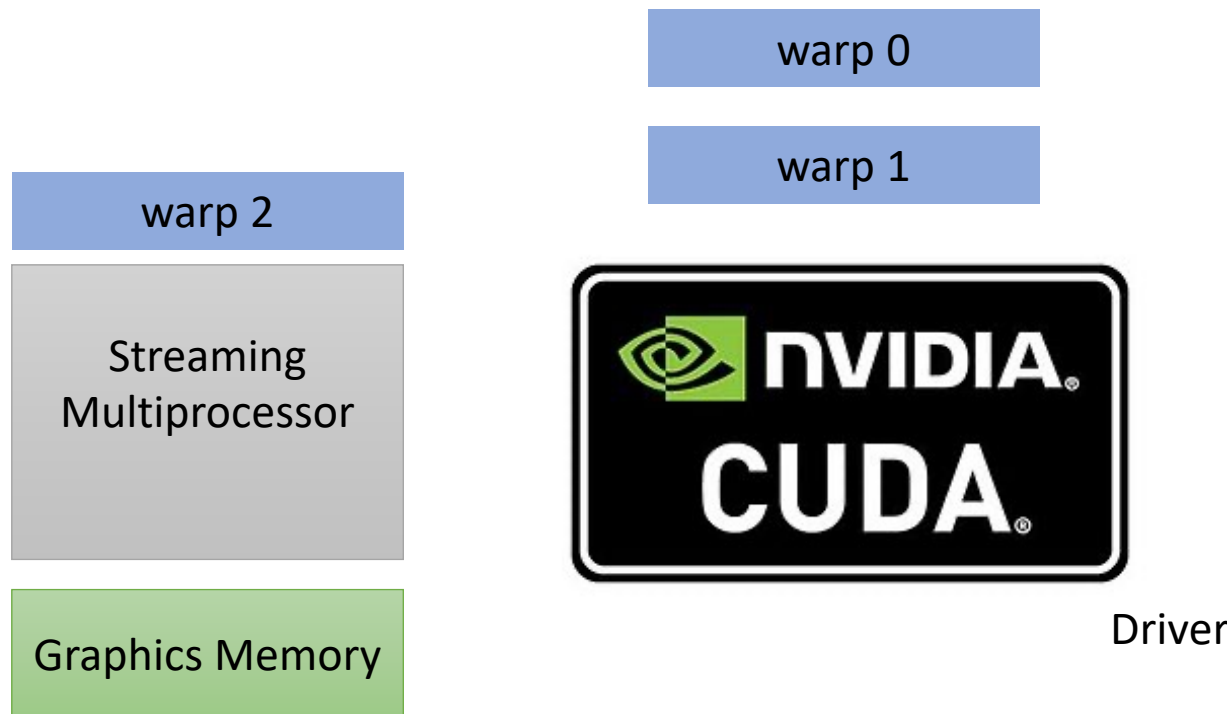 warp 0
warp 1
warp 2
Streaming
Multiprocessor
Graphics Memory
NVIDIA®
CUDA®
Driver